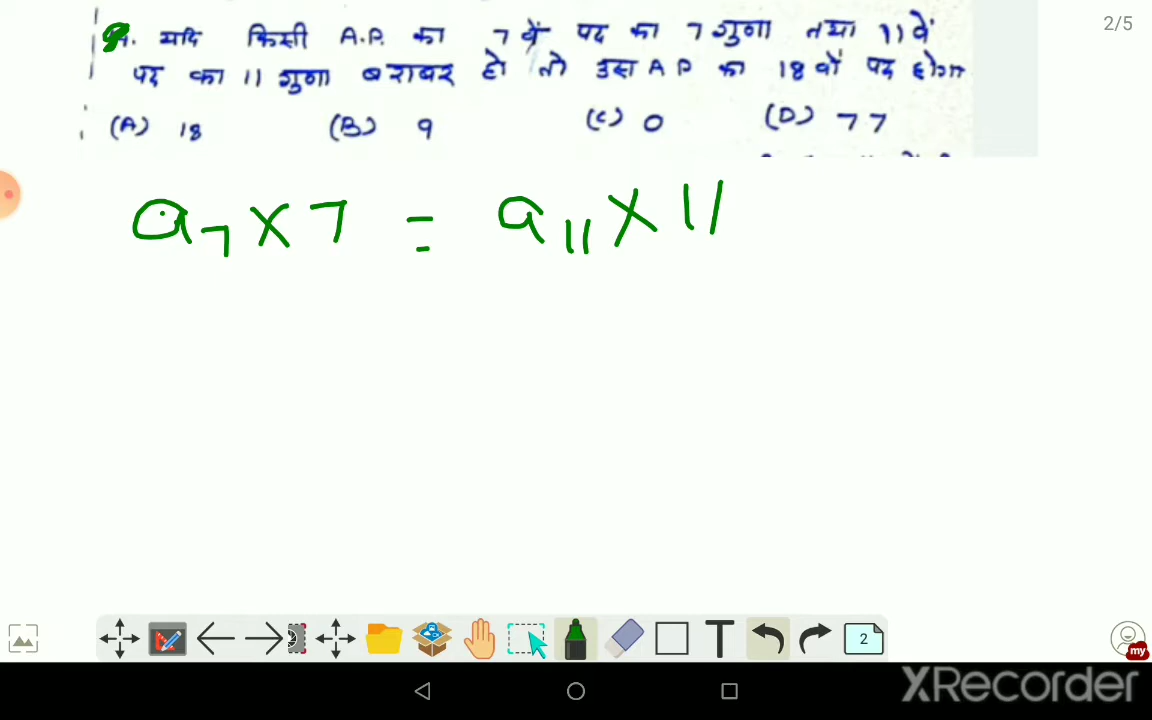 2/5
यदि किसी A.P. का 7 वें पद का 7 गुणा तथा 11 वें
पद का 11 गुणा बराबर हो तो उस A P का 18 वाँ पद होगा
(A) 18 (B) 9 (C) 0 (D) 77
a₇ × 7 = a₁₁ × 11
T 2
my
XRecorder